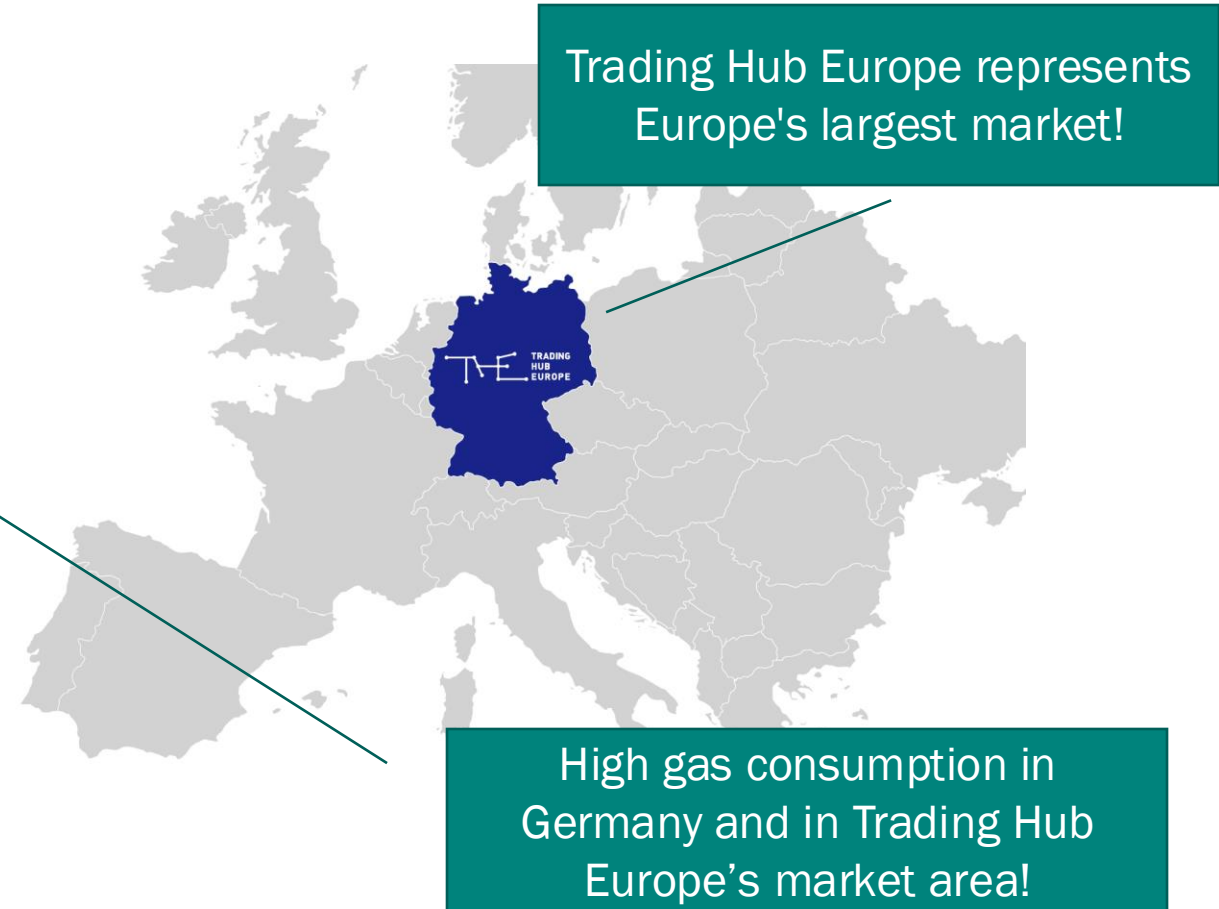 Trading Hub Europe represents
Europe's largest market!
THE
TRADING
HUB
EUROPE
High gas consumption in
Germany and in Trading Hub
Europe’s market area!